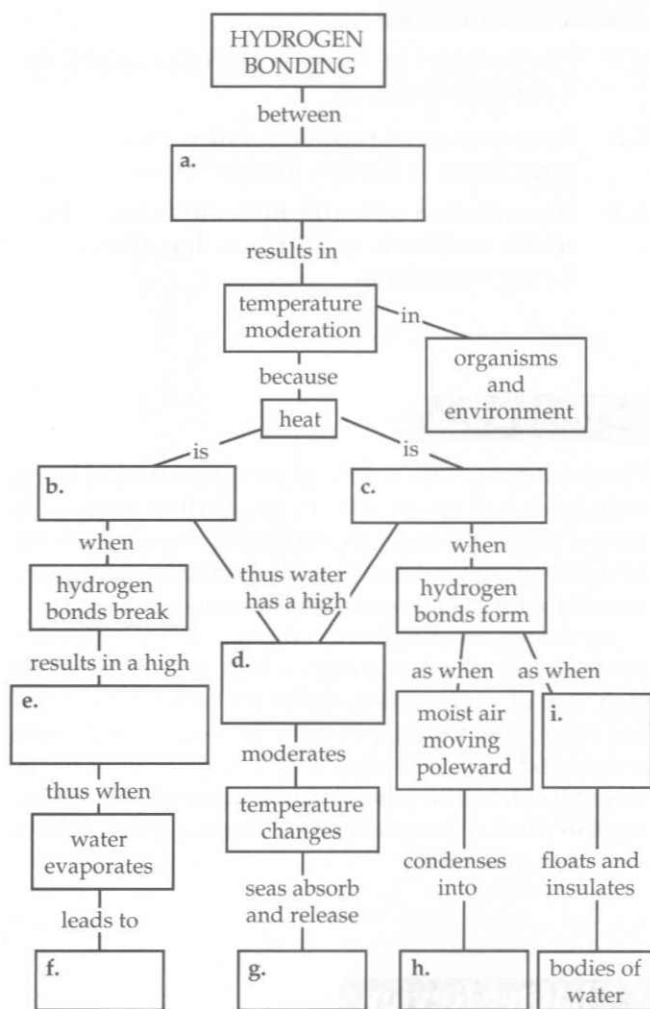 HYDROGEN
BONDING
between
a.
results in
temperature
moderation
in
organisms
and
environment
because
heat
is
is
b.
c.
when
thus water
has a high
when
hydrogen
bonds break
hydrogen
bonds form
results in a high
d.
as when
as when
e.
moist air
moving
poleward
i.
moderates
thus when
temperature
changes
water
evaporates
condenses
into
floats and
insulates
seas absorb
and release
leads to
f.
g.
h.
bodies of
water